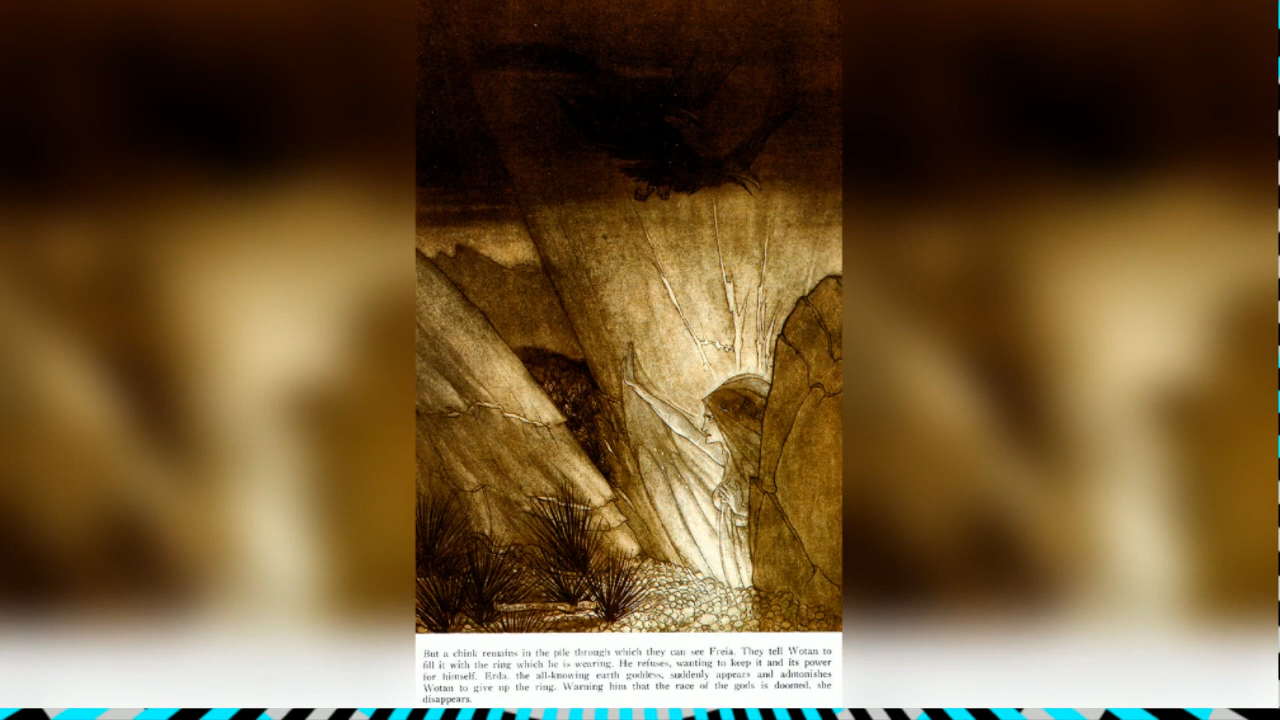 But a chink remains in the pile through which they can see Freia. They tell Wotan to
fill it with the ring which he is wearing. He refuses, wanting to keep it and its power
for himself. Erda, the all-knowing earth goddess, suddenly appears and admonishes
Wotan to give up the ring. Warning him that the race of the gods is doomed, she
disappears.